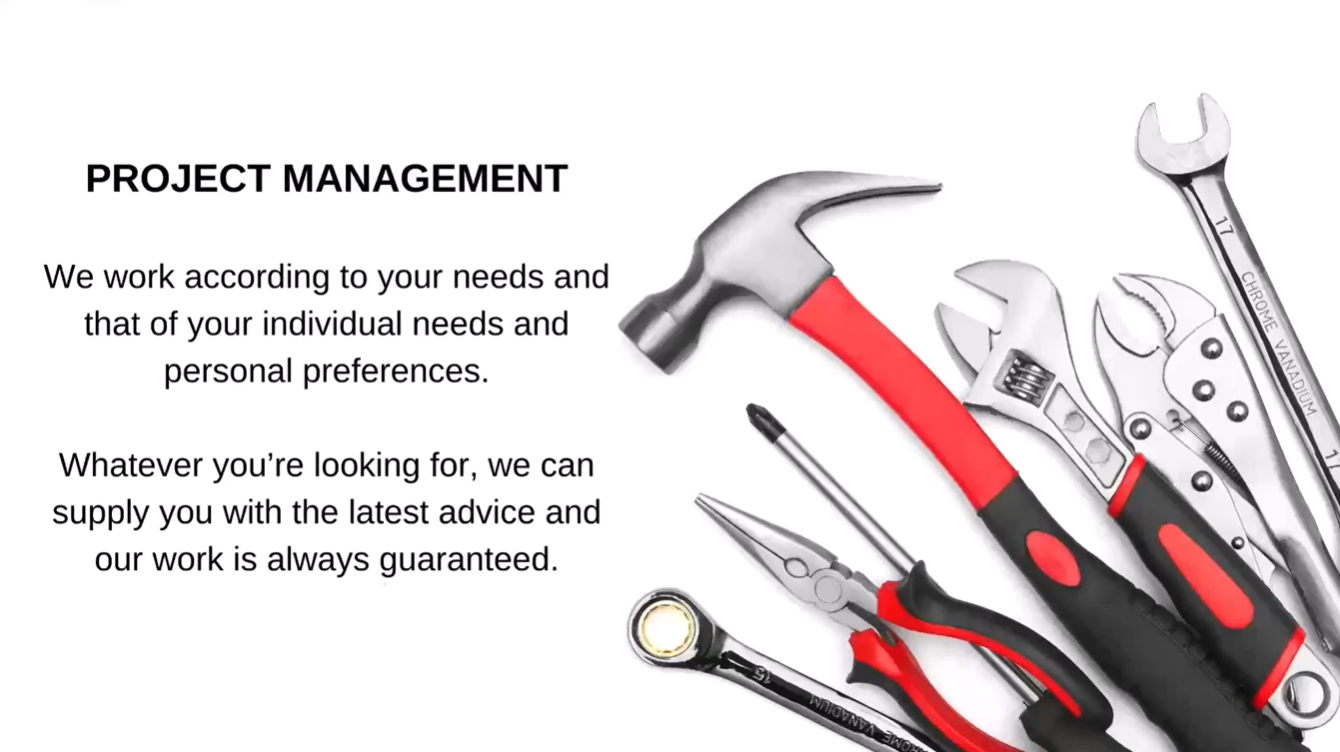 PROJECT MANAGEMENT
We work according to your needs and
that of your individual needs and
personal preferences.
Whatever you’re looking for, we can
supply you with the latest advice and
our work is always guaranteed.
17
CHROME VANADIUM
17
15
CHROME VANADIUM